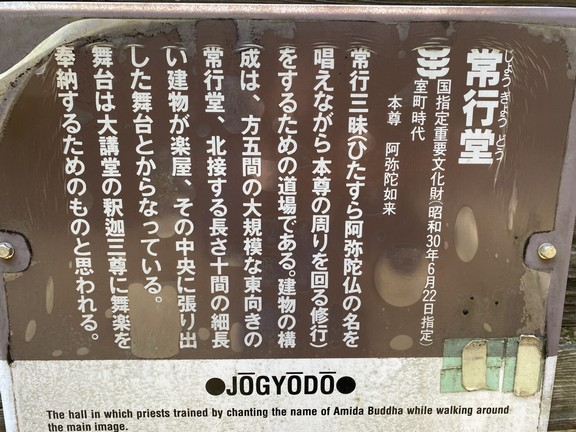 じょうぎょうどう
常行堂
国指定重要文化財(昭和30年6月22日指定)
室町時代
本尊 阿弥陀如来
常行三昧(ひたすら阿弥陀仏の名を
唱えながら本尊の周りを回る修行)
をするための道場である。建物の構
成は、方五間の大規模な東向きの
常行堂、北接する長さ十間の細長
い建物が楽屋、その中央に張り出
した舞台とからなっている。
舞台は大講堂の釈迦三尊に舞楽を
奉納するためのものと思われる。
●JŌGYŌDŌ●
The hall in which priests trained by chanting the name of Amida Buddha while walking around
the main image.